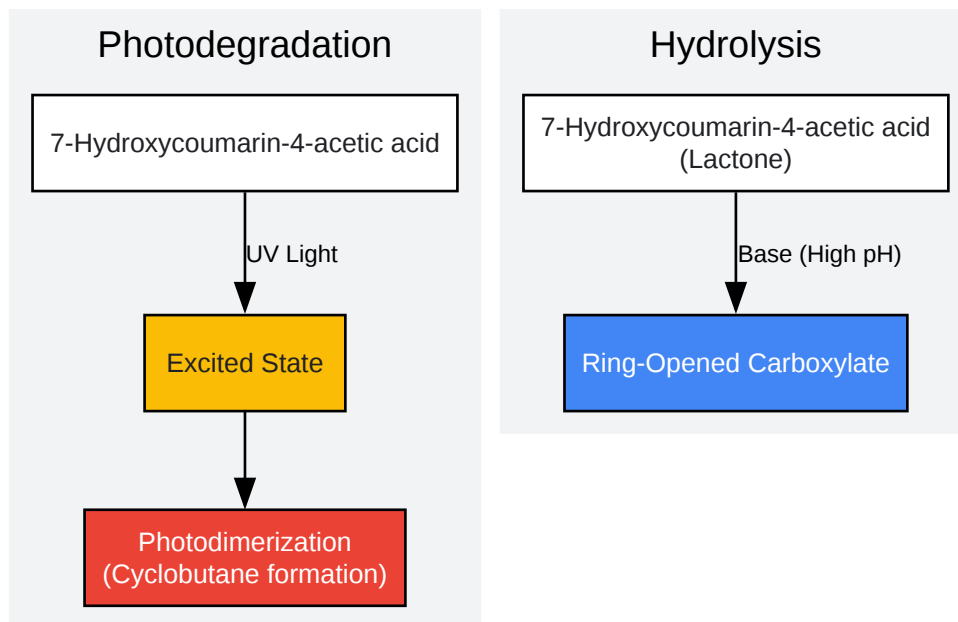 Photodegradation
7-Hydroxycoumarin-4-acetic acid
UV Light
Excited State
Photodimerization
(Cyclobutane formation)
Hydrolysis
7-Hydroxycoumarin-4-acetic acid
(Lactone)
Base (High pH)
Ring-Opened Carboxylate